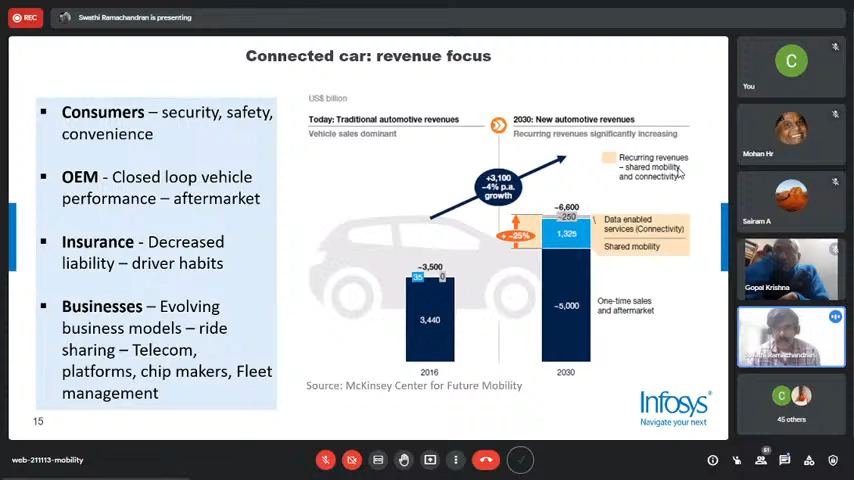 REC
Swathi Ramachandran is presenting
Connected car: revenue focus
Consumers – security, safety,
convenience
OEM - Closed loop vehicle
performance – aftermarket
Insurance - Decreased
liability – driver habits
Businesses – Evolving
business models – ride
sharing – Telecom,
platforms, chip makers, Fleet
management
US$ billion
Today: Traditional automotive revenues
Vehicle sales dominant
2030: New automotive revenues
Recurring revenues significantly increasing
Recurring revenues
– shared mobility
and connectivity
+3,100
~4% p.a.
growth
~6,600
~250
1,325
+ ~25%
Data enabled
services (Connectivity)
Shared mobility
~3,500
35 0
3,440
~5,000
One-time sales
and aftermarket
2016
2030
Source: McKinsey Center for Future Mobility
Infosys®
Navigate your next
15
C
You
Mohan Hr
Sairam A
Gopal Krishna
Swathi Ramachandran
C
45 others
web-211113-mobility
51